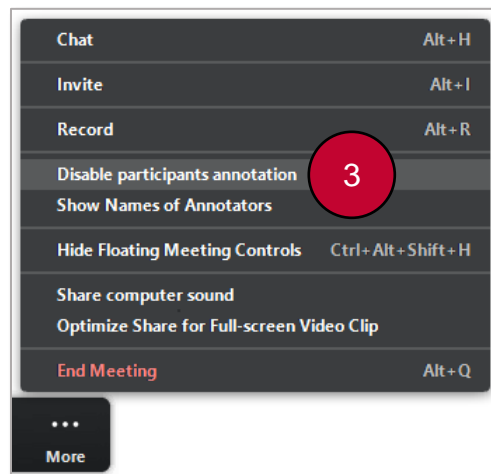 Chat Alt+H
Invite Alt+I
Record Alt+R
Disable participants annotation 3
Show Names of Annotators
Hide Floating Meeting Controls Ctrl+Alt+Shift+H
Share computer sound
Optimize Share for Full-screen Video Clip
End Meeting Alt+Q
More